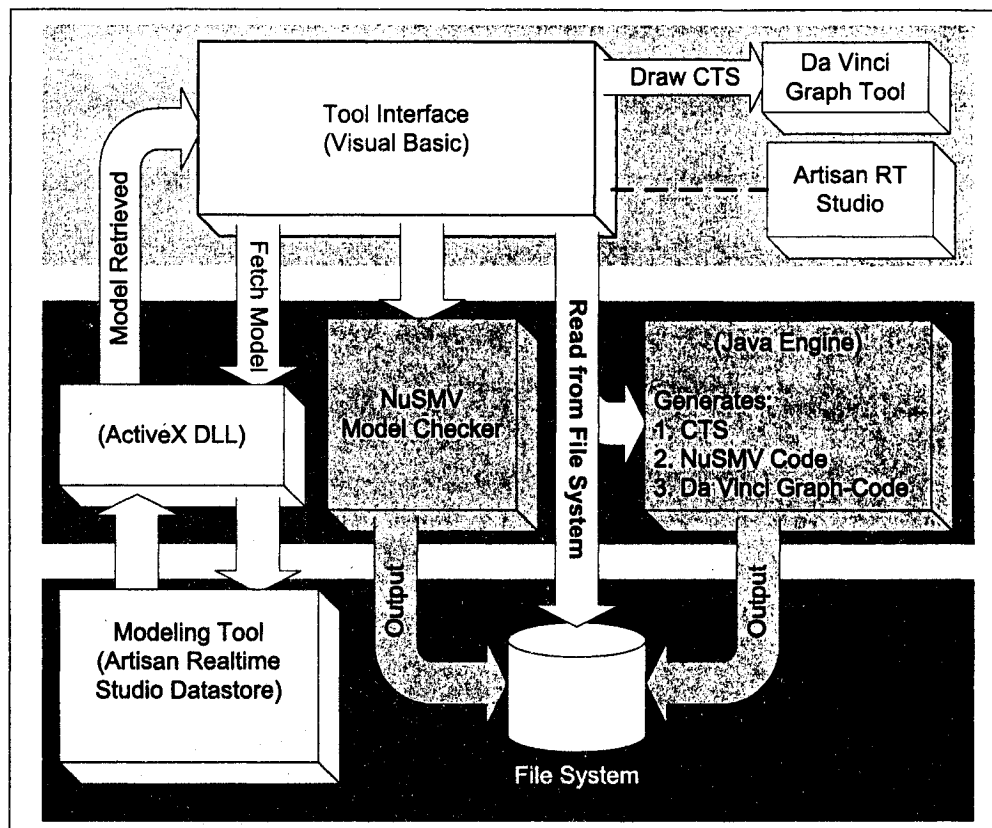 Tool Interface
(Visual Basic)
Draw CTS
Da Vinci
Graph Tool
Artisan RT
Studio
Model Retrieved
Fetch Model
Read from File System
(ActiveX DLL)
NuSMV
Model Checker
(Java Engine)
Generates:
1. CTS
2. NuSMV Code
3. Da Vinci Graph-Code
Modeling Tool
(Artisan Realtime
Studio Datastore)
Output
Output
File System